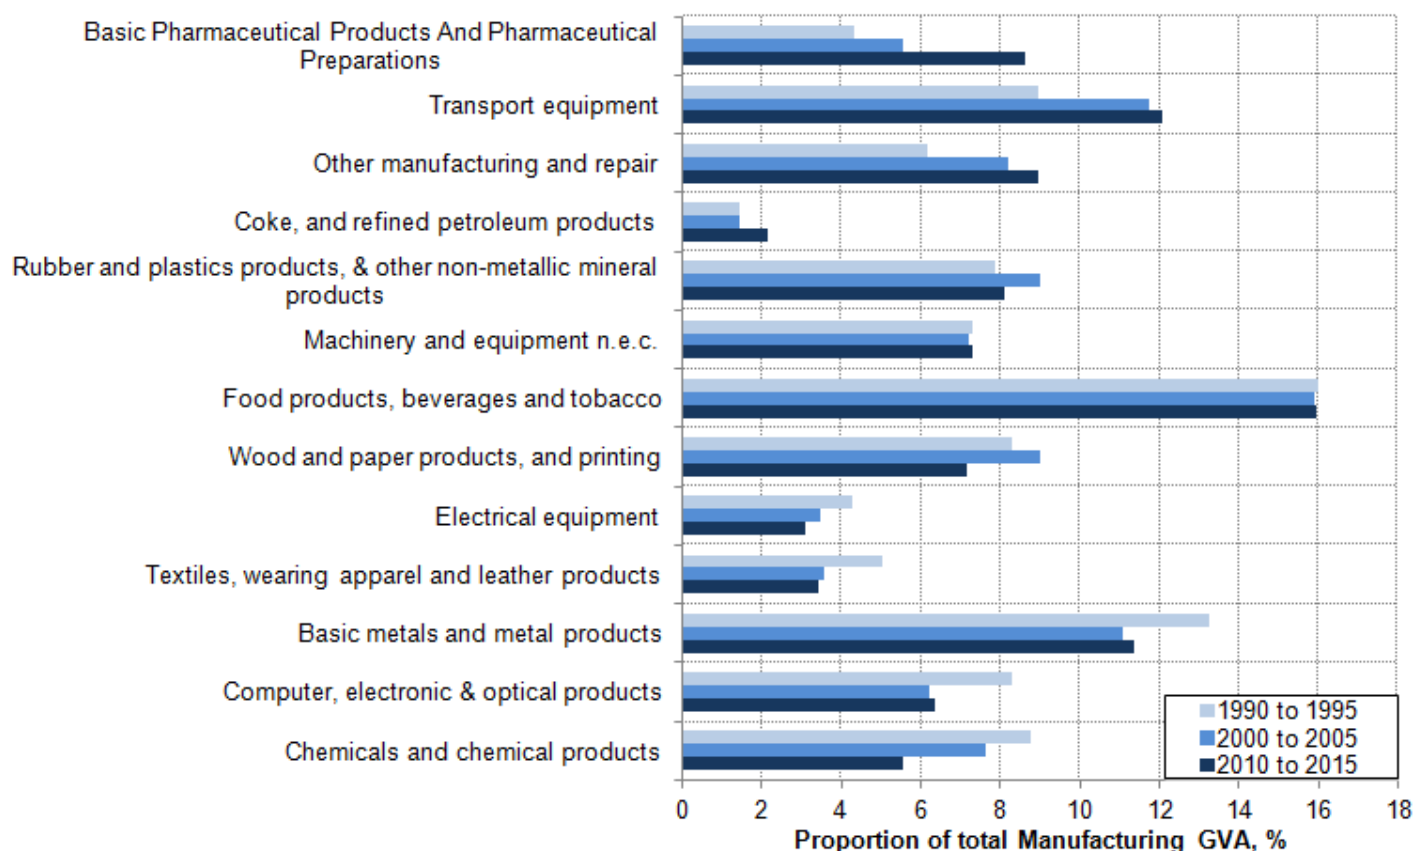 Basic Pharmaceutical Products And Pharmaceutical
Preparations
Transport equipment
Other manufacturing and repair
Coke, and refined petroleum products
Rubber and plastics products, & other non-metallic mineral
products
Machinery and equipment n.e.c.
Food products, beverages and tobacco
Wood and paper products, and printing
Electrical equipment
Textiles, wearing apparel and leather products
Basic metals and metal products
Computer, electronic & optical products
Chemicals and chemical products
1990 to 1995
2000 to 2005
2010 to 2015
0 2 4 6 8 10 12 14 16 18
Proportion of total Manufacturing GVA, %